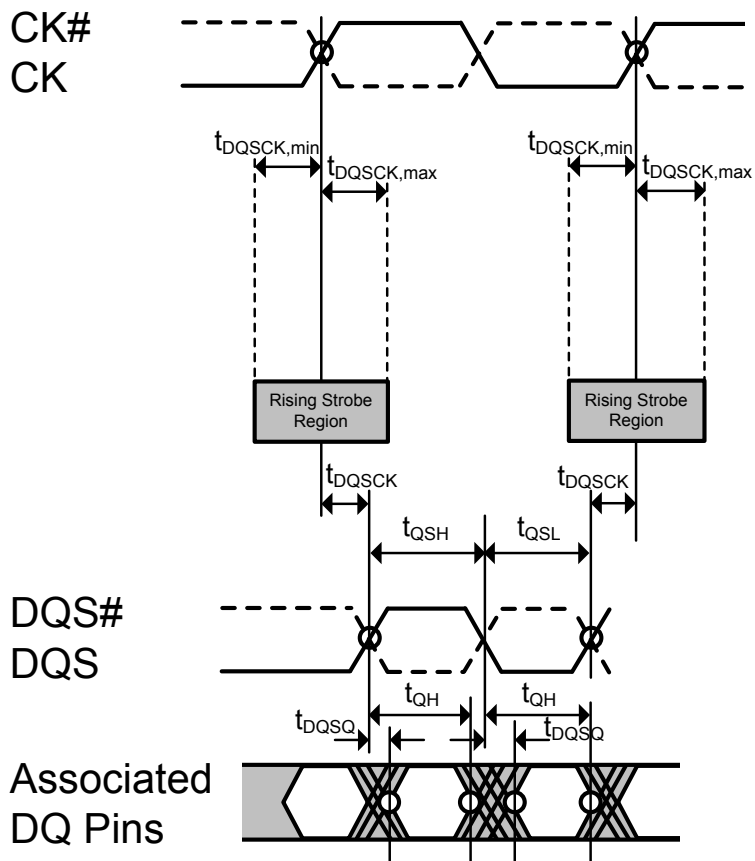 CK#
CK
tDQSCK,min
tDQSCK,max
tDQSCK,min
tDQSCK,max
Rising Strobe
Region
Rising Strobe
Region
tDQSCK
tDQSCK
tQSH
tQSL
DQS#
DQS
tQH
tQH
tDQSQ
tDQSQ
Associated
DQ Pins